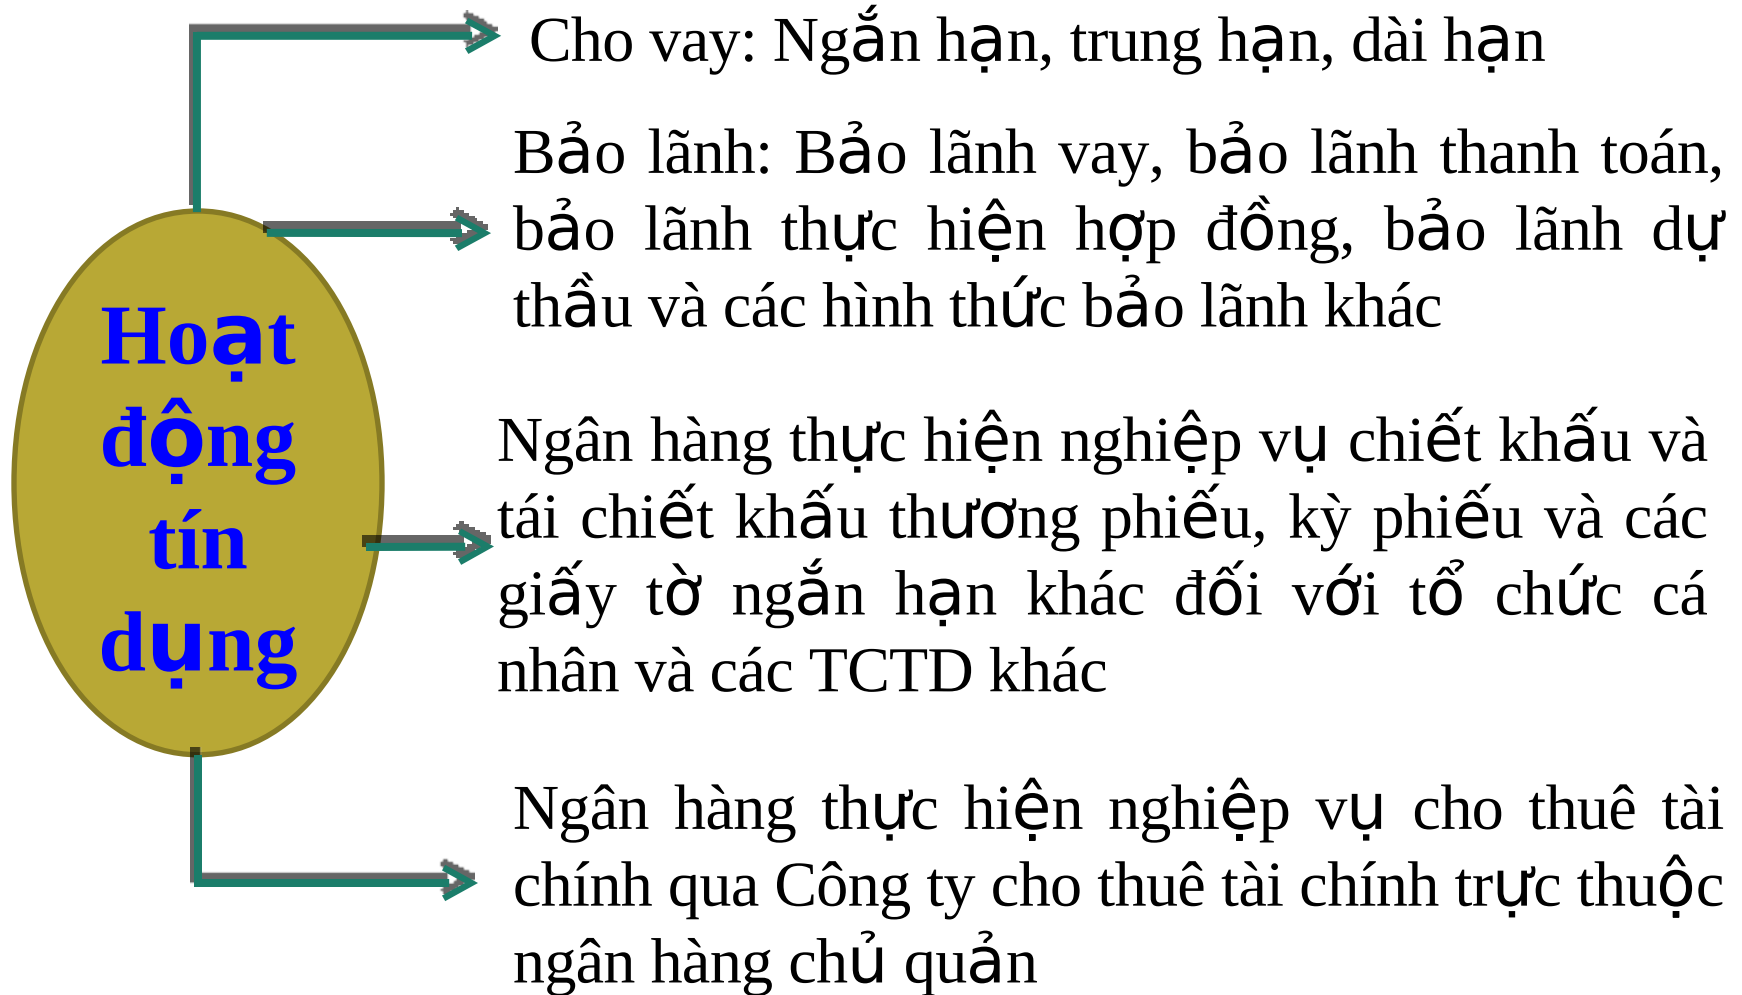 Cho vay: Ngắn hạn, trung hạn, dài hạn
Bảo lãnh: Bảo lãnh vay, bảo lãnh thanh toán,
bảo lãnh thực hiện hợp đồng, bảo lãnh dự
thầu và các hình thức bảo lãnh khác
Hoạt
động
tín
dụng
Ngân hàng thực hiện nghiệp vụ chiết khấu và
tái chiết khấu thương phiếu, kỳ phiếu và các
giấy tờ ngắn hạn khác đối với tổ chức cá
nhân và các TCTD khác
Ngân hàng thực hiện nghiệp vụ cho thuê tài
chính qua Công ty cho thuê tài chính trực thuộc
ngân hàng chủ quản